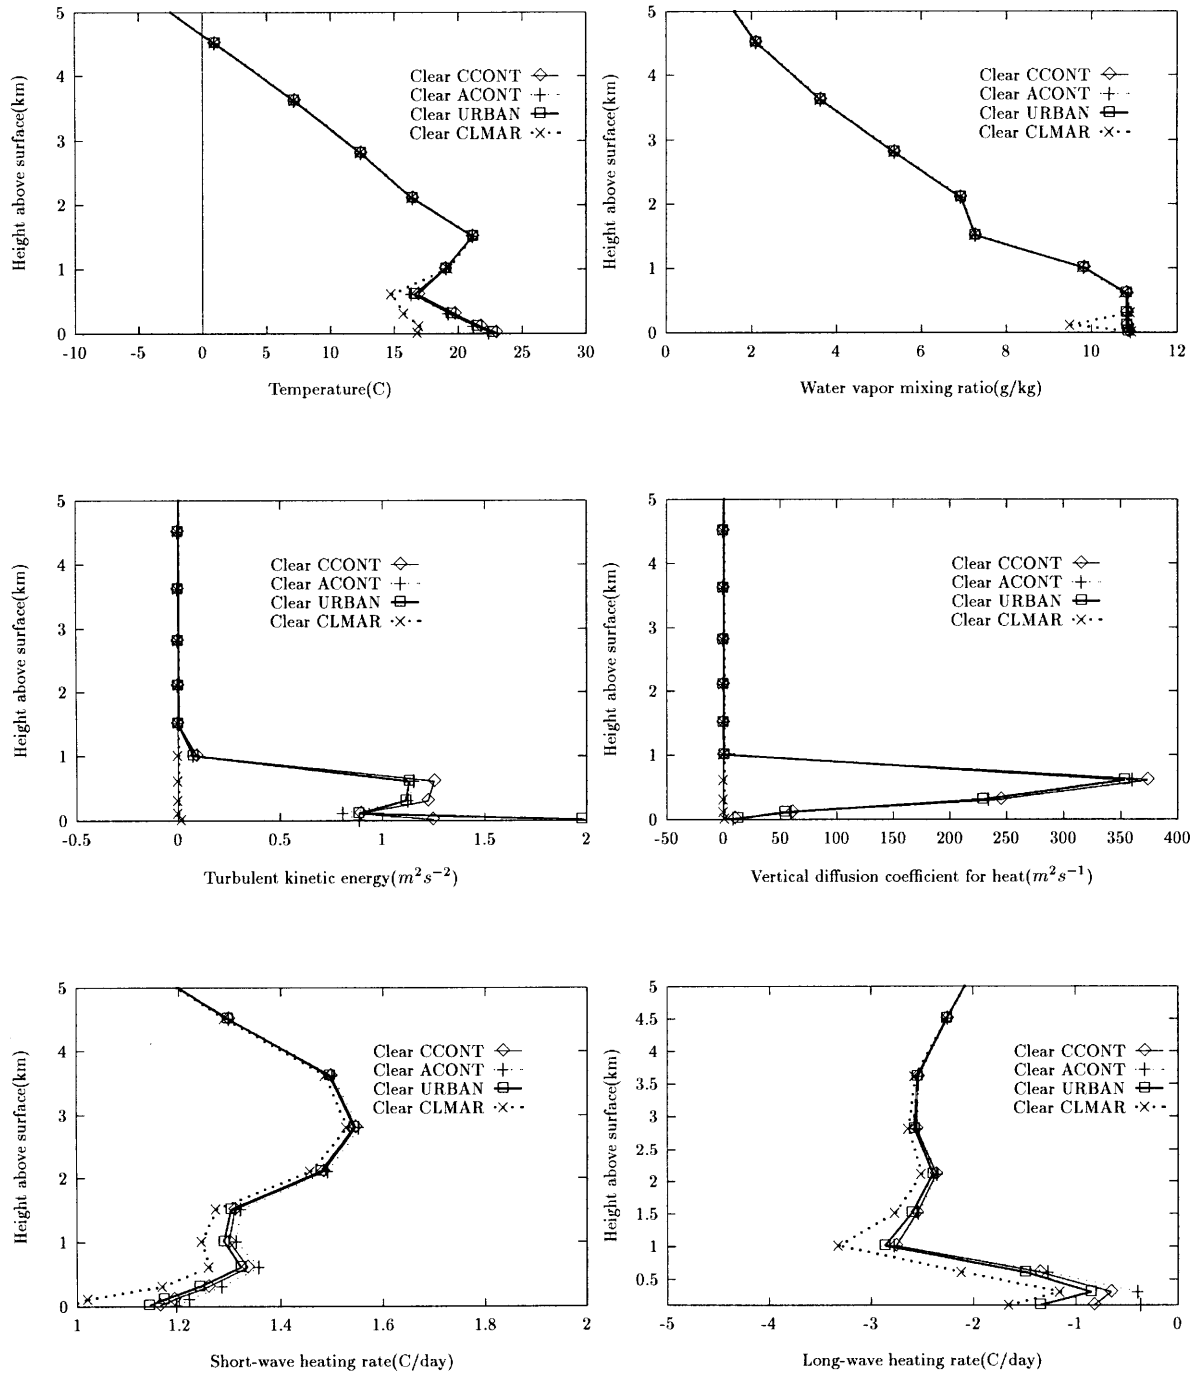 5
4
3
2
1
0
-10 -5 0 5 10 15 20 25 30
Height above surface(km)
Temperature(C)
Clear CCONT
Clear ACONT
Clear URBAN
Clear CLMAR
5
4
3
2
1
0
0 2 4 6 8 10 12
Height above surface(km)
Water vapor mixing ratio(g/kg)
Clear CCONT
Clear ACONT
Clear URBAN
Clear CLMAR
5
4
3
2
1
0
-0.5 0 0.5 1 1.5 2
Height above surface(km)
Turbulent kinetic energy(m²s⁻²)
Clear CCONT
Clear ACONT
Clear URBAN
Clear CLMAR
5
4
3
2
1
0
-50 0 50 100 150 200 250 300 350 400
Height above surface(km)
Vertical diffusion coefficient for heat(m²s⁻¹)
Clear CCONT
Clear ACONT
Clear URBAN
Clear CLMAR
5
4
3
2
1
0
1 1.2 1.4 1.6 1.8 2
Height above surface(km)
Short-wave heating rate(C/day)
Clear CCONT
Clear ACONT
Clear URBAN
Clear CLMAR
5
4.5
4
3.5
3
2.5
2
1.5
1
0.5
-5 -4 -3 -2 -1 0
Height above surface(km)
Long-wave heating rate(C/day)
Clear CCONT
Clear ACONT
Clear URBAN
Clear CLMAR